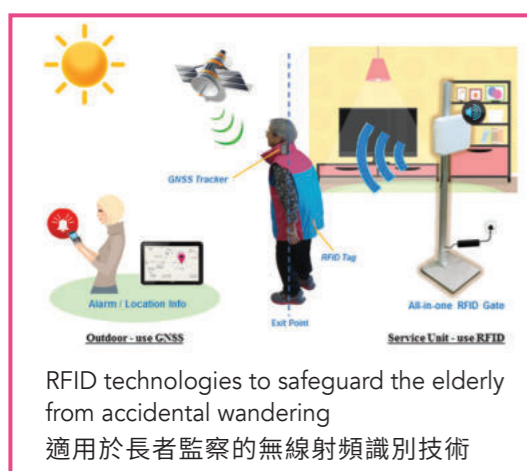 GNSS Tracker
RFID Tag
Alarm / Location Info
All-in-one RFID Gate
Exit Point
Outdoor - use GNSS
Service Unit - use RFID
RFID technologies to safeguard the elderly
from accidental wandering
適用於長者監察的無線射頻識別技術